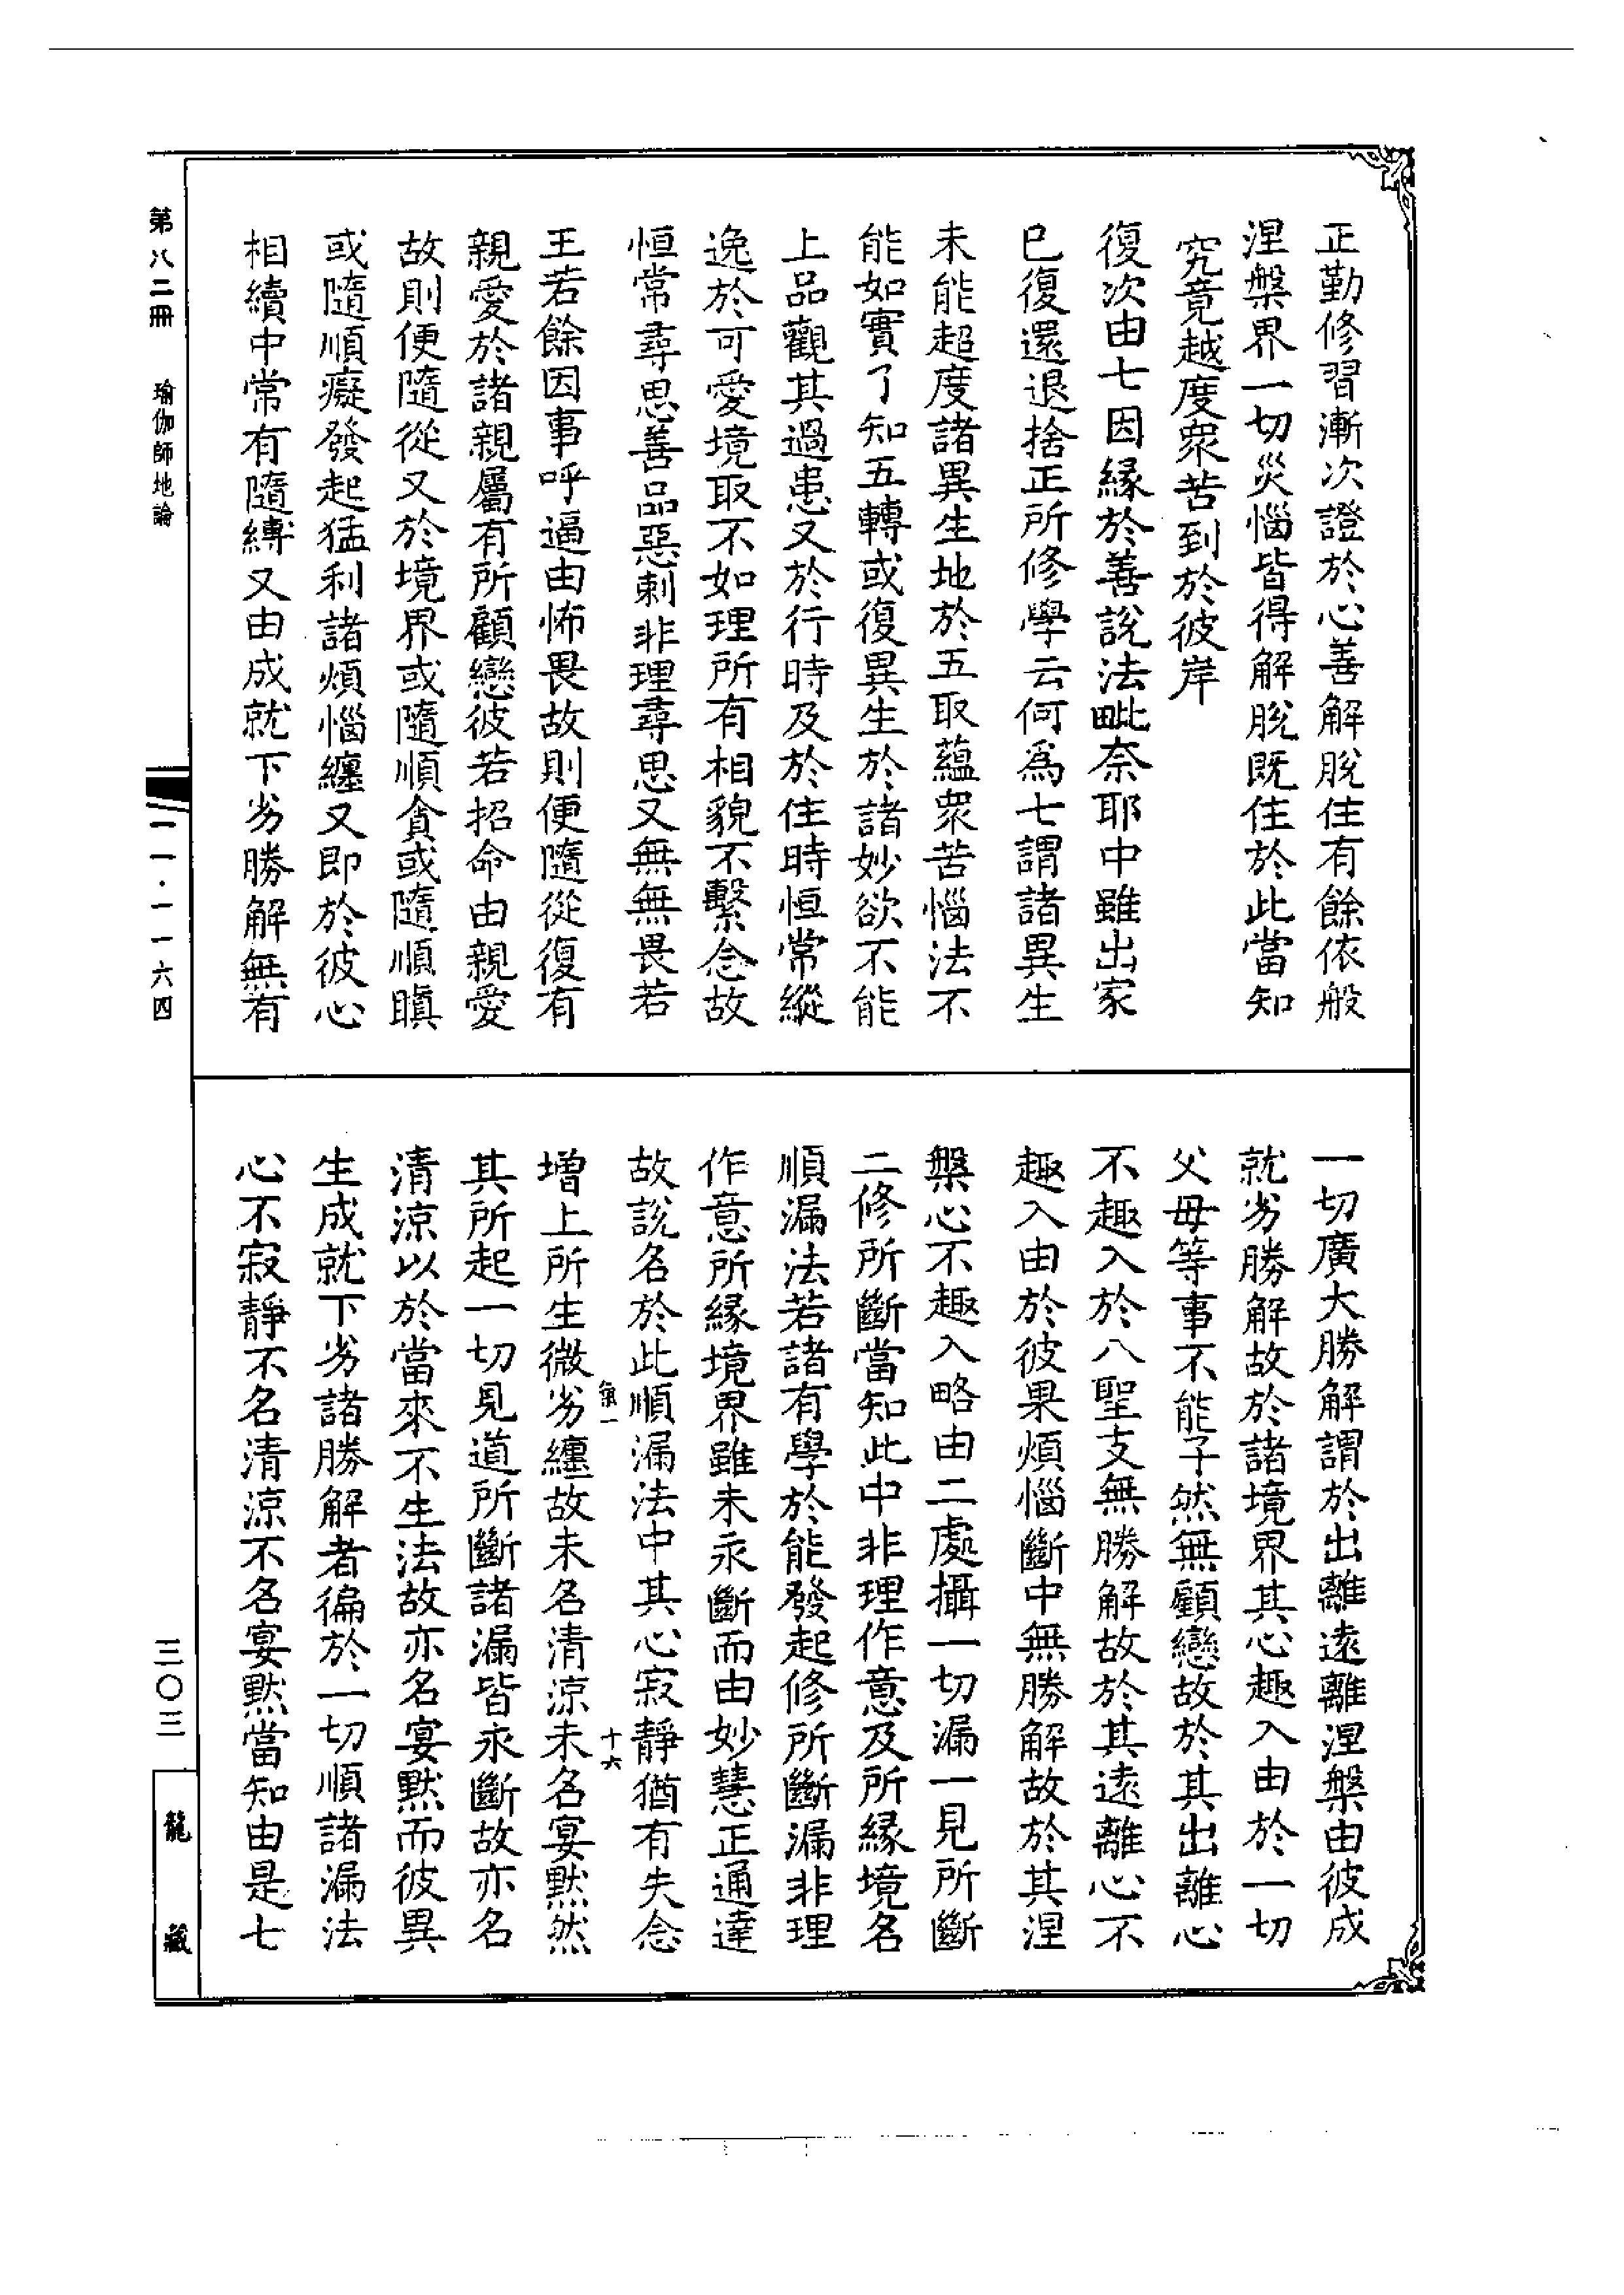 正勤修習漸次證於心善解脫住有餘依般
涅槃界一切災惱皆得解脫既住於此當知
究竟越度衆苦到於彼岸
復次由七因緣於善說法毗奈耶中雖出家
已復還退捨正所修學云何爲七謂諸異生
未能超度諸異生地於五取蘊衆苦惱法不
能如實了知五轉或復異生於諸妙欲不能
上品觀其過患又於行時及於住時恒常縱
逸於可愛境取不如理所有相貌不繫念故
恒常尋思善品惡剌非理尋思又無無畏若
王若餘因事呼逼由怖畏故則便隨從復有
親愛於諸親屬有所顧戀彼若招命由親愛
故則便隨從又於境界或隨順貪或隨順瞋
或隨順癡發起猛利諸煩惱纏又即於彼心
相續中常有隨縛又由成就下劣勝解無有
一切廣大勝解謂於出離遠離涅槃由彼成
就劣勝解故於諸境界其心趣入由於一切
父母等事不能孑然無顧戀故於其出離心
不趣入於八聖支無勝解故於其遠離心不
趣入由於彼果煩惱斷中無勝解故於其涅
槃心不趣入略由二處攝一切漏一見所斷
二修所斷當知此中非理作意及所緣境名
順漏法若諸有學於能發起修所斷漏非理
作意所緣境界雖未永斷而由妙慧正通達
故說名於此順漏法中其心寂靜猶有失念
氣一 十六
增上所生微劣纏故未名清涼未名宴默然
其所起一切見道所斷諸漏皆永斷故亦名
清涼以於當來不生法故亦名宴默而彼異
生成就下劣諸勝解者徧於一切順諸漏法
心不寂靜不名清涼不名宴默當知由是七
第八二冊 瑜伽師地論
一一·一一六四
三〇三
龍藏